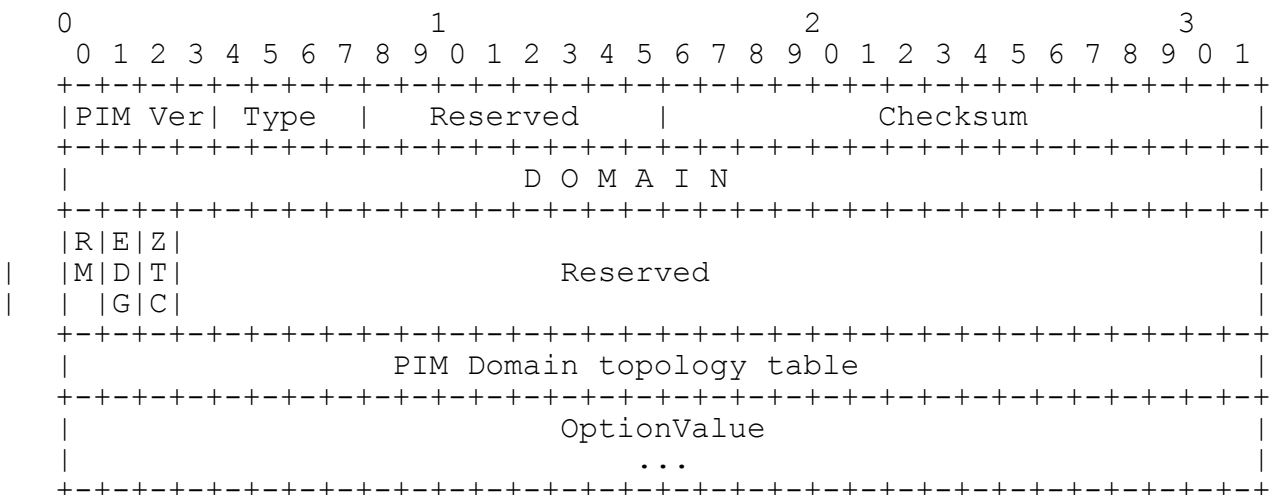 0                   1                   2                   3
 0 1 2 3 4 5 6 7 8 9 0 1 2 3 4 5 6 7 8 9 0 1 2 3 4 5 6 7 8 9 0 1
+-+-+-+-+-+-+-+-+-+-+-+-+-+-+-+-+-+-+-+-+-+-+-+-+-+-+-+-+-+-+-+-+
|PIM Ver| Type  |   Reserved    |           Checksum            |
+-+-+-+-+-+-+-+-+-+-+-+-+-+-+-+-+-+-+-+-+-+-+-+-+-+-+-+-+-+-+-+-+
|                        D O M A I N                            |
+-+-+-+-+-+-+-+-+-+-+-+-+-+-+-+-+-+-+-+-+-+-+-+-+-+-+-+-+-+-+-+-+
|R|E|Z|                                                         |
|  |M|D|T|                    Reserved                             |
|  | |G|C|                                                         |
+-+-+-+-+-+-+-+-+-+-+-+-+-+-+-+-+-+-+-+-+-+-+-+-+-+-+-+-+-+-+-+-+
|                 PIM Domain topology table                     |
+-+-+-+-+-+-+-+-+-+-+-+-+-+-+-+-+-+-+-+-+-+-+-+-+-+-+-+-+-+-+-+-+
|                          OptionValue                          |
|                              ...                              |
+-+-+-+-+-+-+-+-+-+-+-+-+-+-+-+-+-+-+-+-+-+-+-+-+-+-+-+-+-+-+-+-+